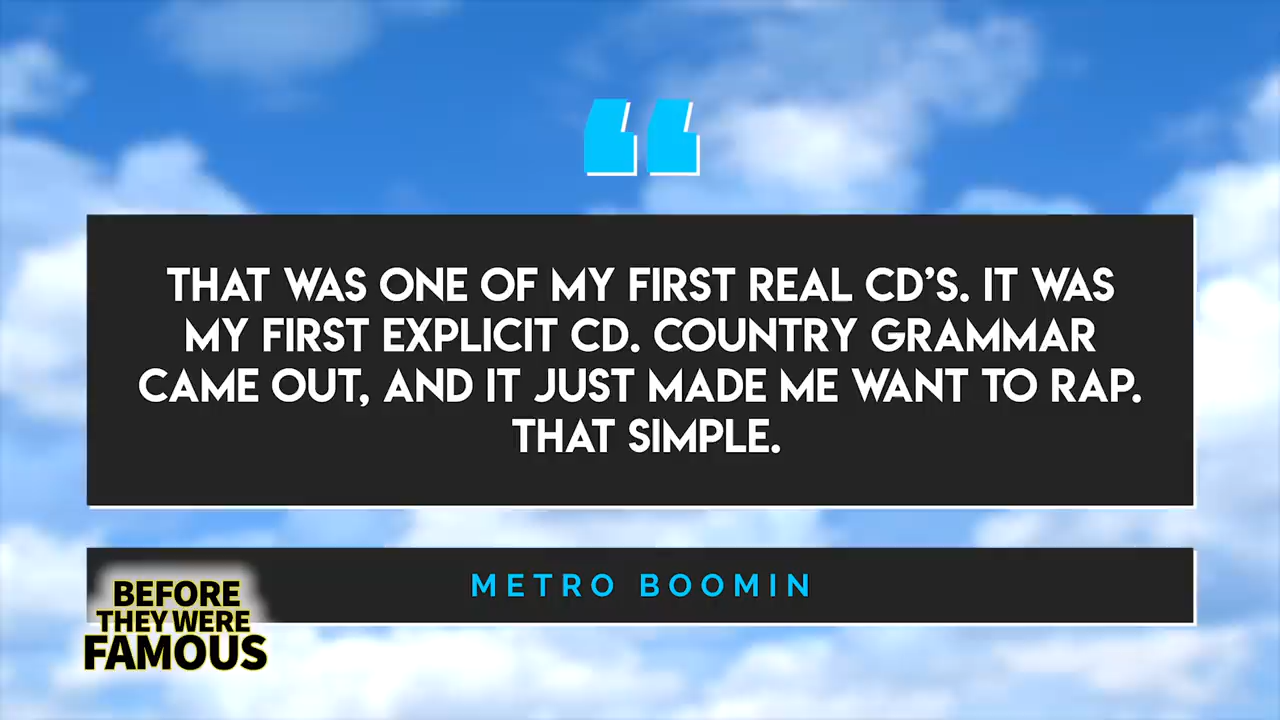 “
THAT WAS ONE OF MY FIRST REAL CD’S. IT WAS
MY FIRST EXPLICIT CD. COUNTRY GRAMMAR
CAME OUT, AND IT JUST MADE ME WANT TO RAP.
THAT SIMPLE.
METRO BOOMIN
BEFORE
THEY WERE
FAMOUS